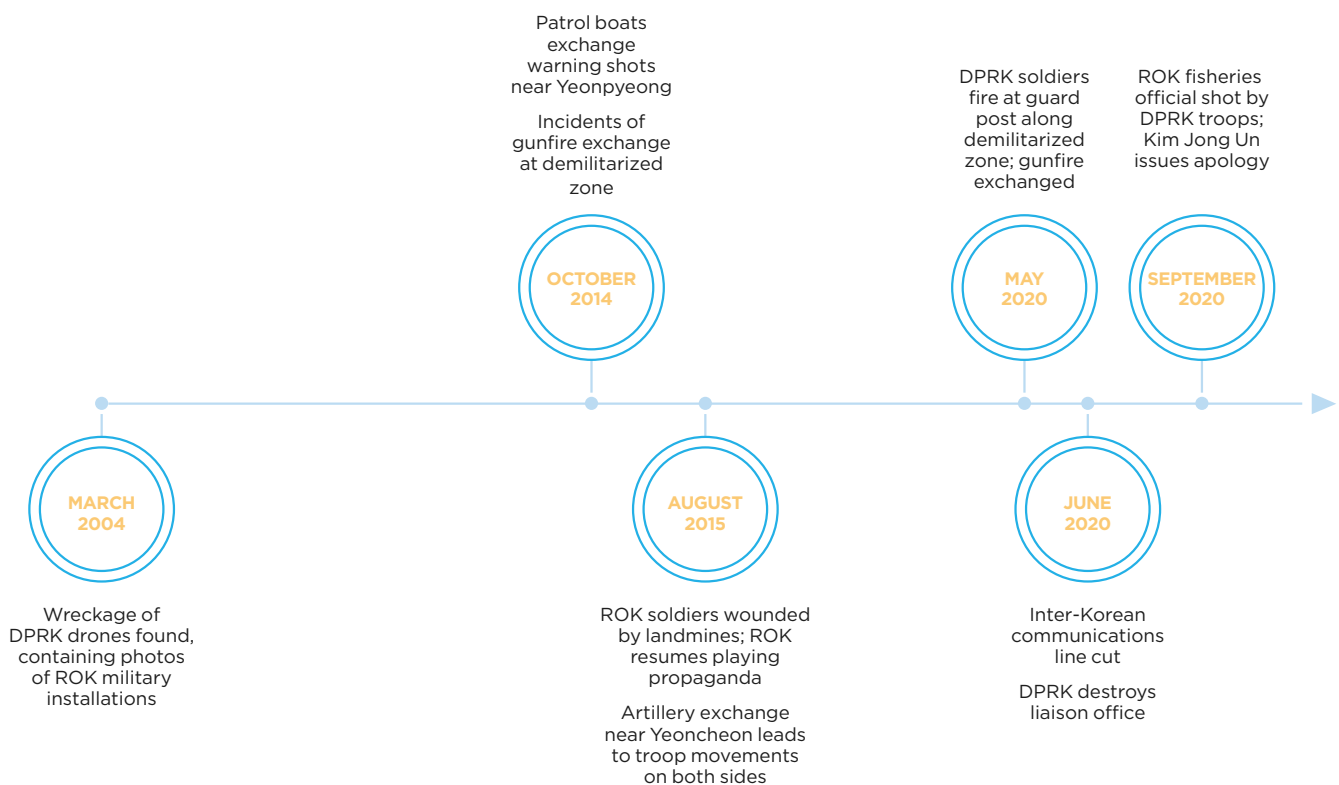 Patrol boats
exchange
warning shots
near Yeonpyeong
Incidents of
gunfire exchange
at demilitarized
zone
DPRK soldiers
fire at guard
post along
demilitarized
zone; gunfire
exchanged
ROK fisheries
official shot by
DPRK troops;
Kim Jong Un
issues apology
OCTOBER
2014
MAY
2020
SEPTEMBER
2020
MARCH
2004
AUGUST
2015
JUNE
2020
Wreckage of
DPRK drones found,
containing photos
of ROK military
installations
ROK soldiers wounded
by landmines; ROK
resumes playing
propaganda
Artillery exchange
near Yeoncheon leads
to troop movements
on both sides
Inter-Korean
communications
line cut
DPRK destroys
liaison office